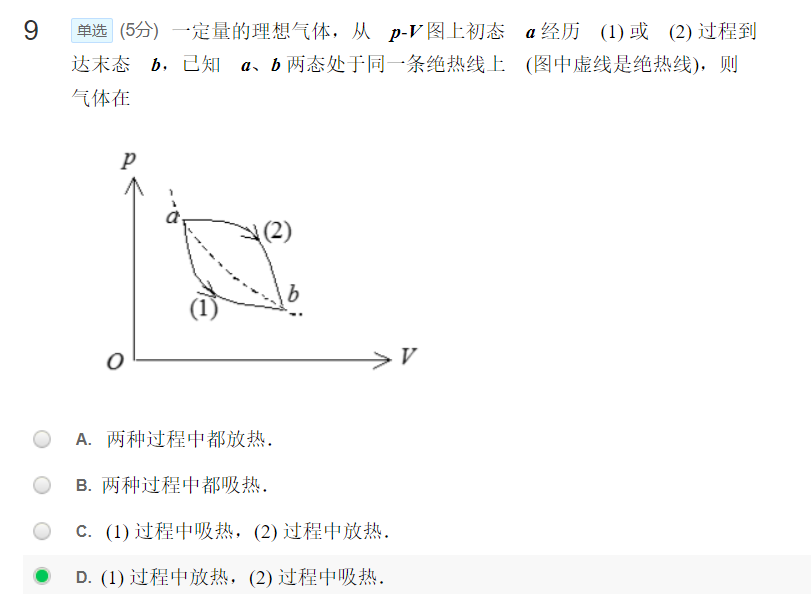 9 单选 (5分) 一定量的理想气体，从 p-V 图上初态 a 经历 (1) 或 (2) 过程到
达末态 b，已知 a、b 两态处于同一条绝热线上 (图中虚线是绝热线)，则
气体在
p
a
(2)
b
(1)
O
V
A. 两种过程中都放热．
B. 两种过程中都吸热．
C. (1) 过程中吸热，(2) 过程中放热．
D. (1) 过程中放热，(2) 过程中吸热．